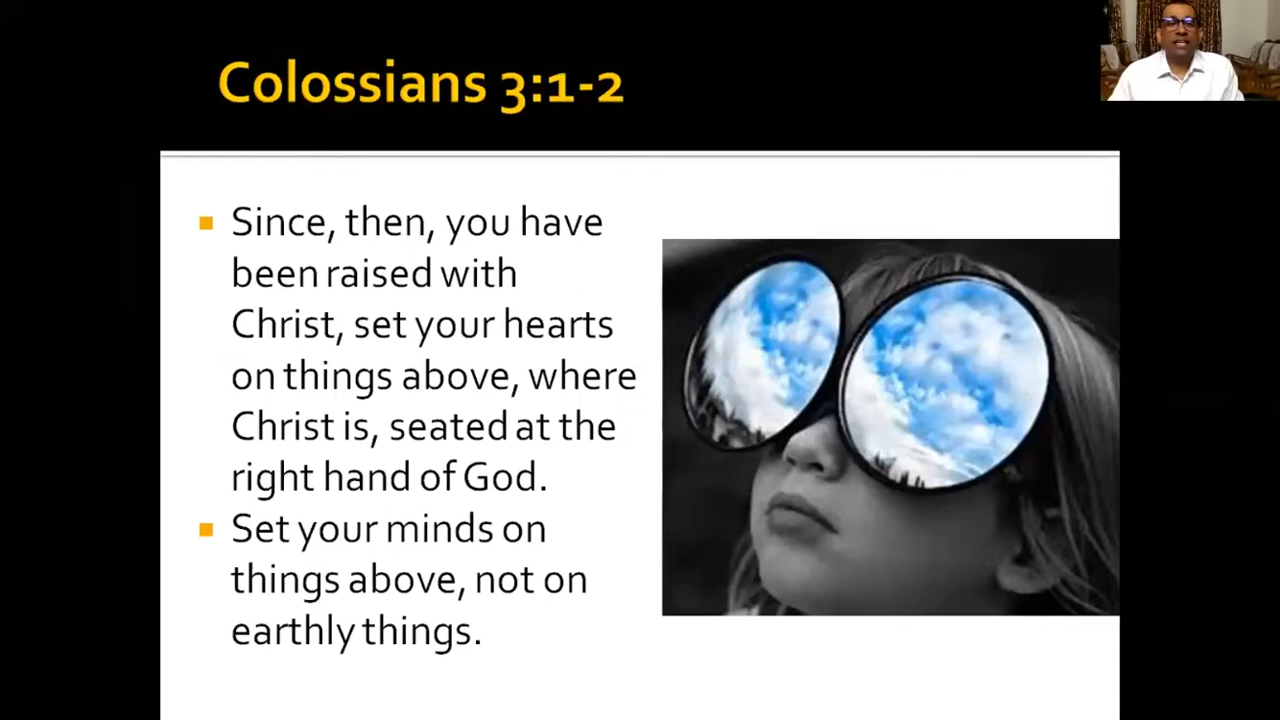 Colossians 3:1-2
Since, then, you have
been raised with
Christ, set your hearts
on things above, where
Christ is, seated at the
right hand of God.
Set your minds on
things above, not on
earthly things.